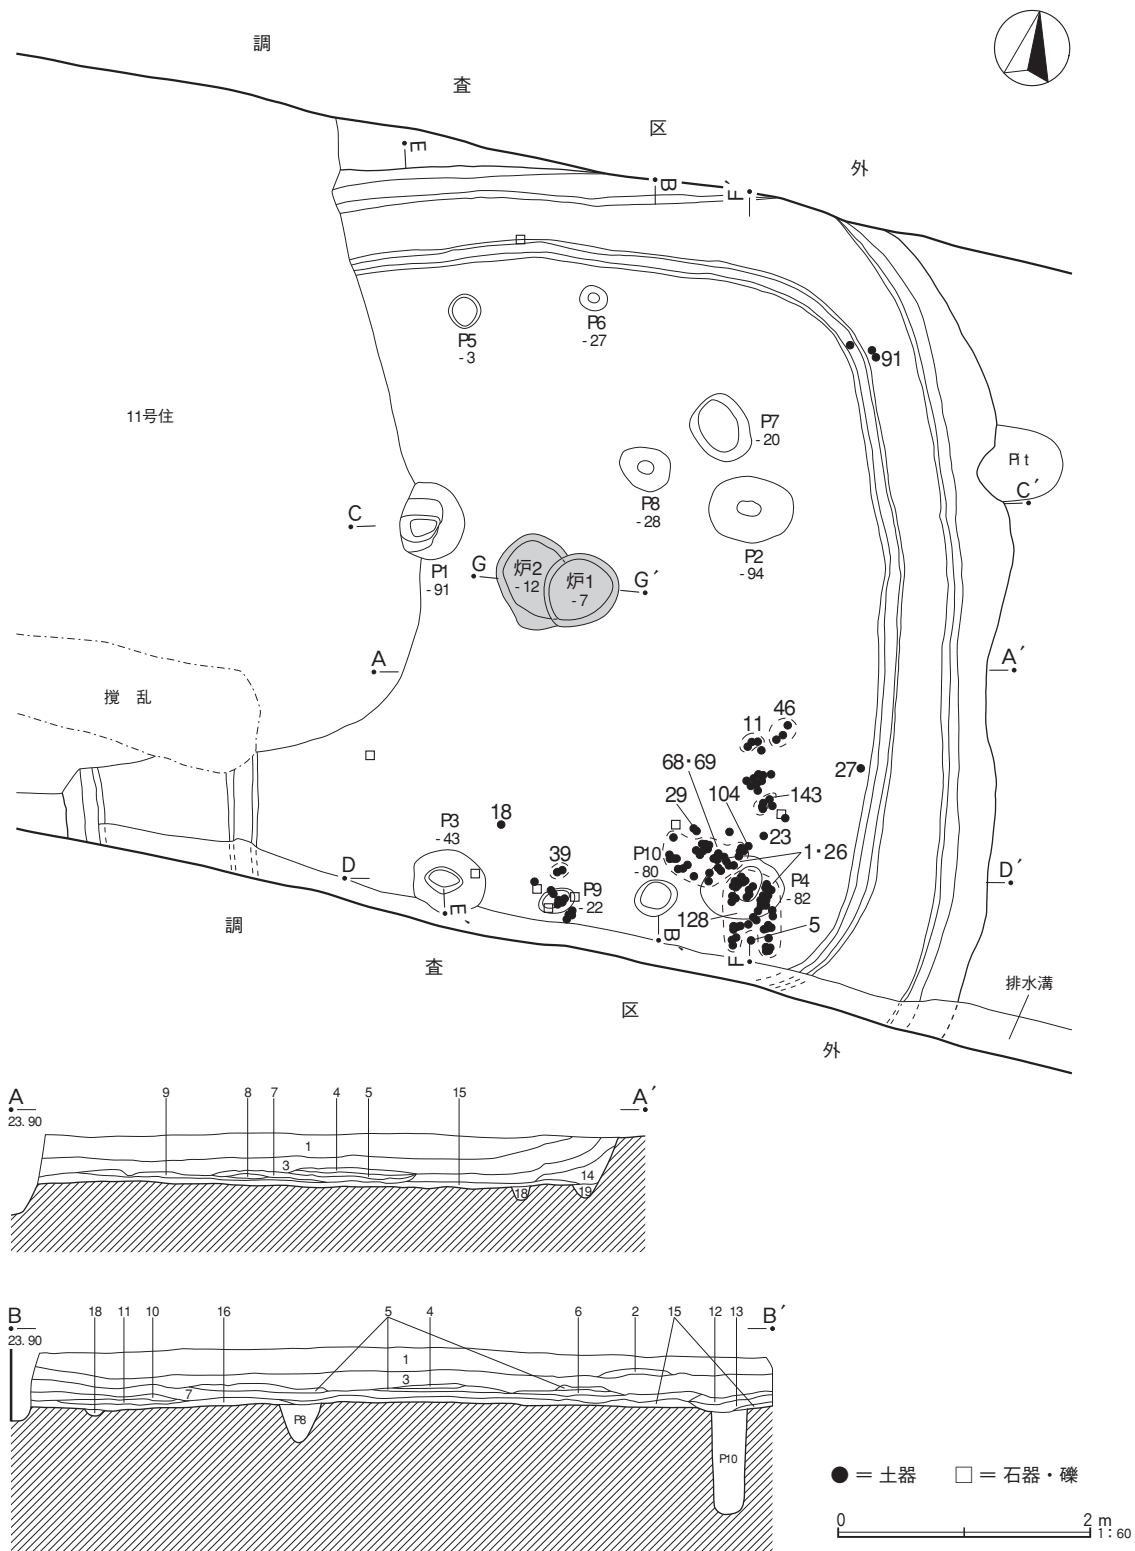 調
査
区
外
E
B
F′
P5
-3
P6
-27
91
11号住
P7
-20
Pit
P8
-28
C′
C
P2
-94
P1
-91
G
炉2
-12
炉1
-7
G′
A
A′
撹 乱
46
11
68・69
27
29
104
143
18
23
P3
-43
1・26
39
P10
-80
P4
-82
D
D′
P9
-22
E′
128
5
B′
F
調
査
区
外
排水溝
A
9
8
7
4
5
15
A′
23.90
1
3
14
18
19
B
18
11
10
16
5
4
6
2
15
12
13
B′
23.90
1
3
7
P8
P10
● = 土器 □ = 石器・礫
0 2 m
1:60